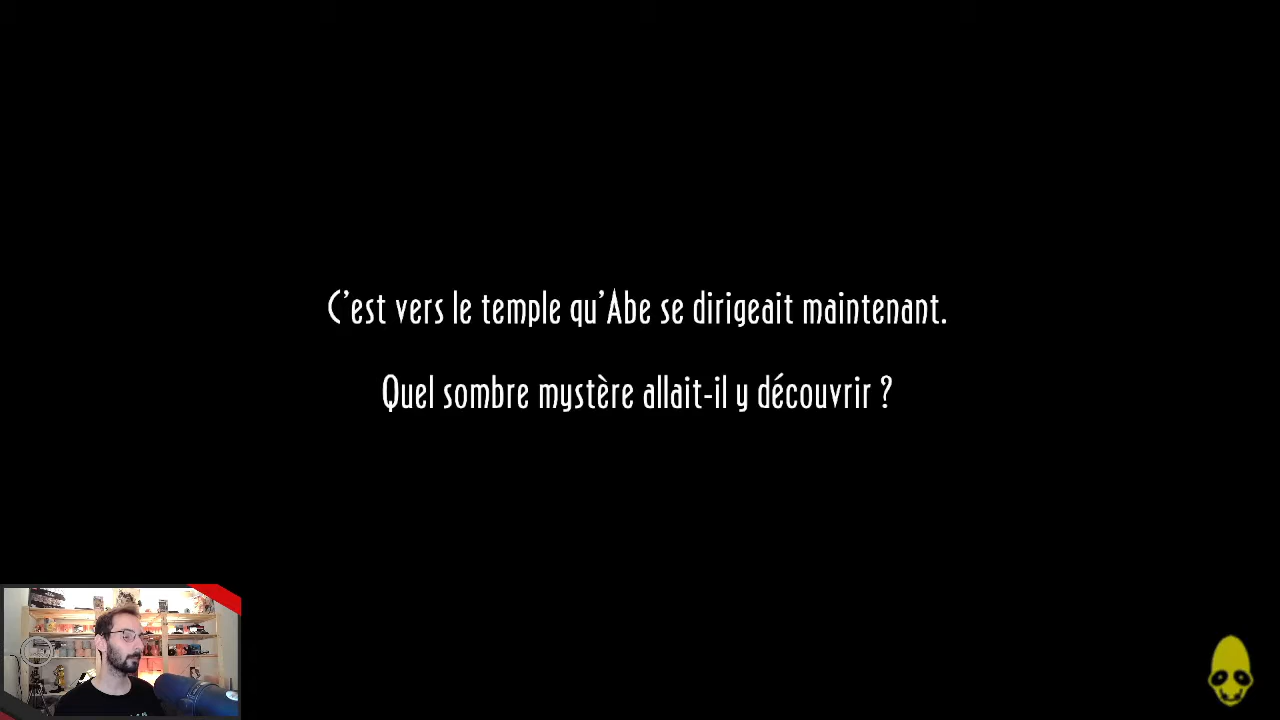 C'est vers le temple qu'Abe se dirigeait maintenant.
Quel sombre mystère allait-il y découvrir ?